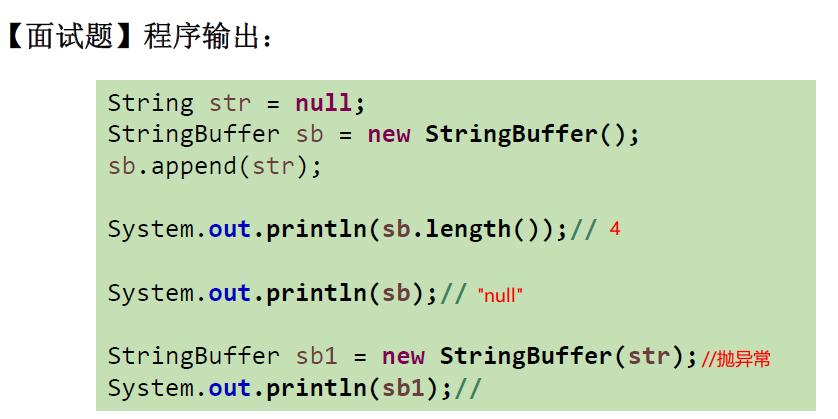 【面试题】程序输出：
String str = null;
StringBuffer sb = new StringBuffer();
sb.append(str);
System.out.println(sb.length());// 4
System.out.println(sb);// "null"
StringBuffer sb1 = new StringBuffer(str);//抛异常
System.out.println(sb1);//